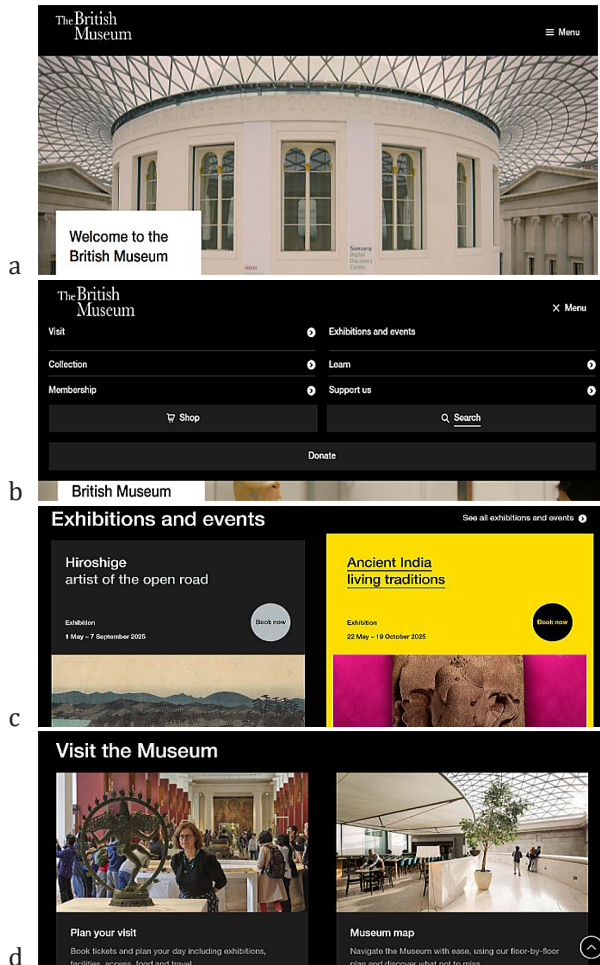 The British
Museum
Menu
Welcome to the
British Museum
Japan
Samsung
Digital
Discovery
Centre
a
The British
Museum
Menu
Visit
Exhibitions and events
Collection
Learn
Membership
Support us
Shop
Search
Donate
British Museum
b
Exhibitions and events
See all exhibitions and events
Hiroshige
artist of the open road
Ancient India
living traditions
Exhibition
Book now
1 May – 7 September 2025
Exhibition
Book now
22 May – 19 October 2025
c
Visit the Museum
Plan your visit
Book tickets and plan your day including exhibitions,
facilities, access, food and travel.
Museum map
Navigate the Museum with ease, using our floor-by-floor
plan and discover what not to miss.
d